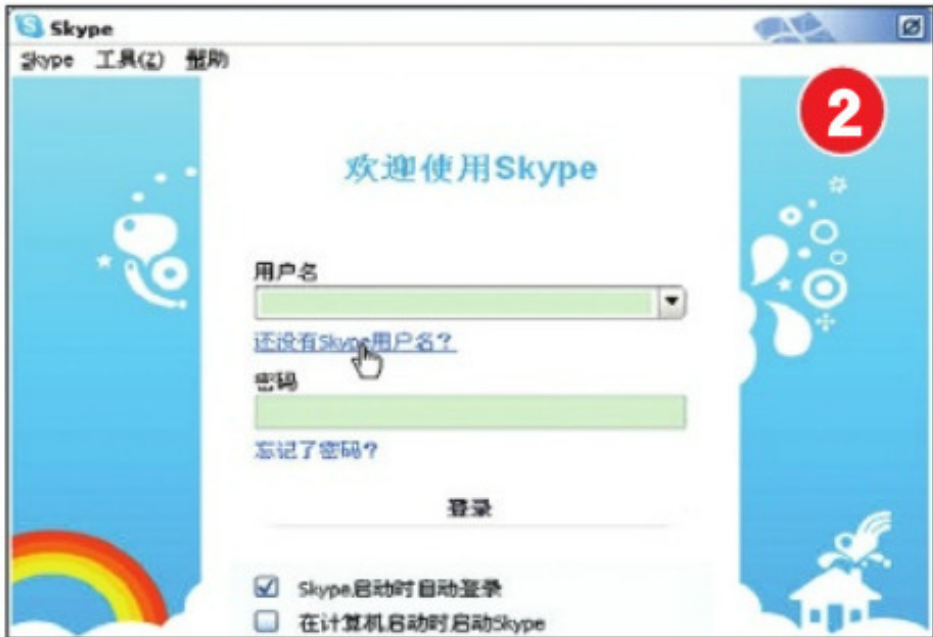 Skype
Skype 工具(Z) 帮助
2
欢迎使用Skype
用户名
还没有Skype用户名?
密码
忘记了密码?
登录
Skype启动时自动登录
在计算机启动时启动Skype